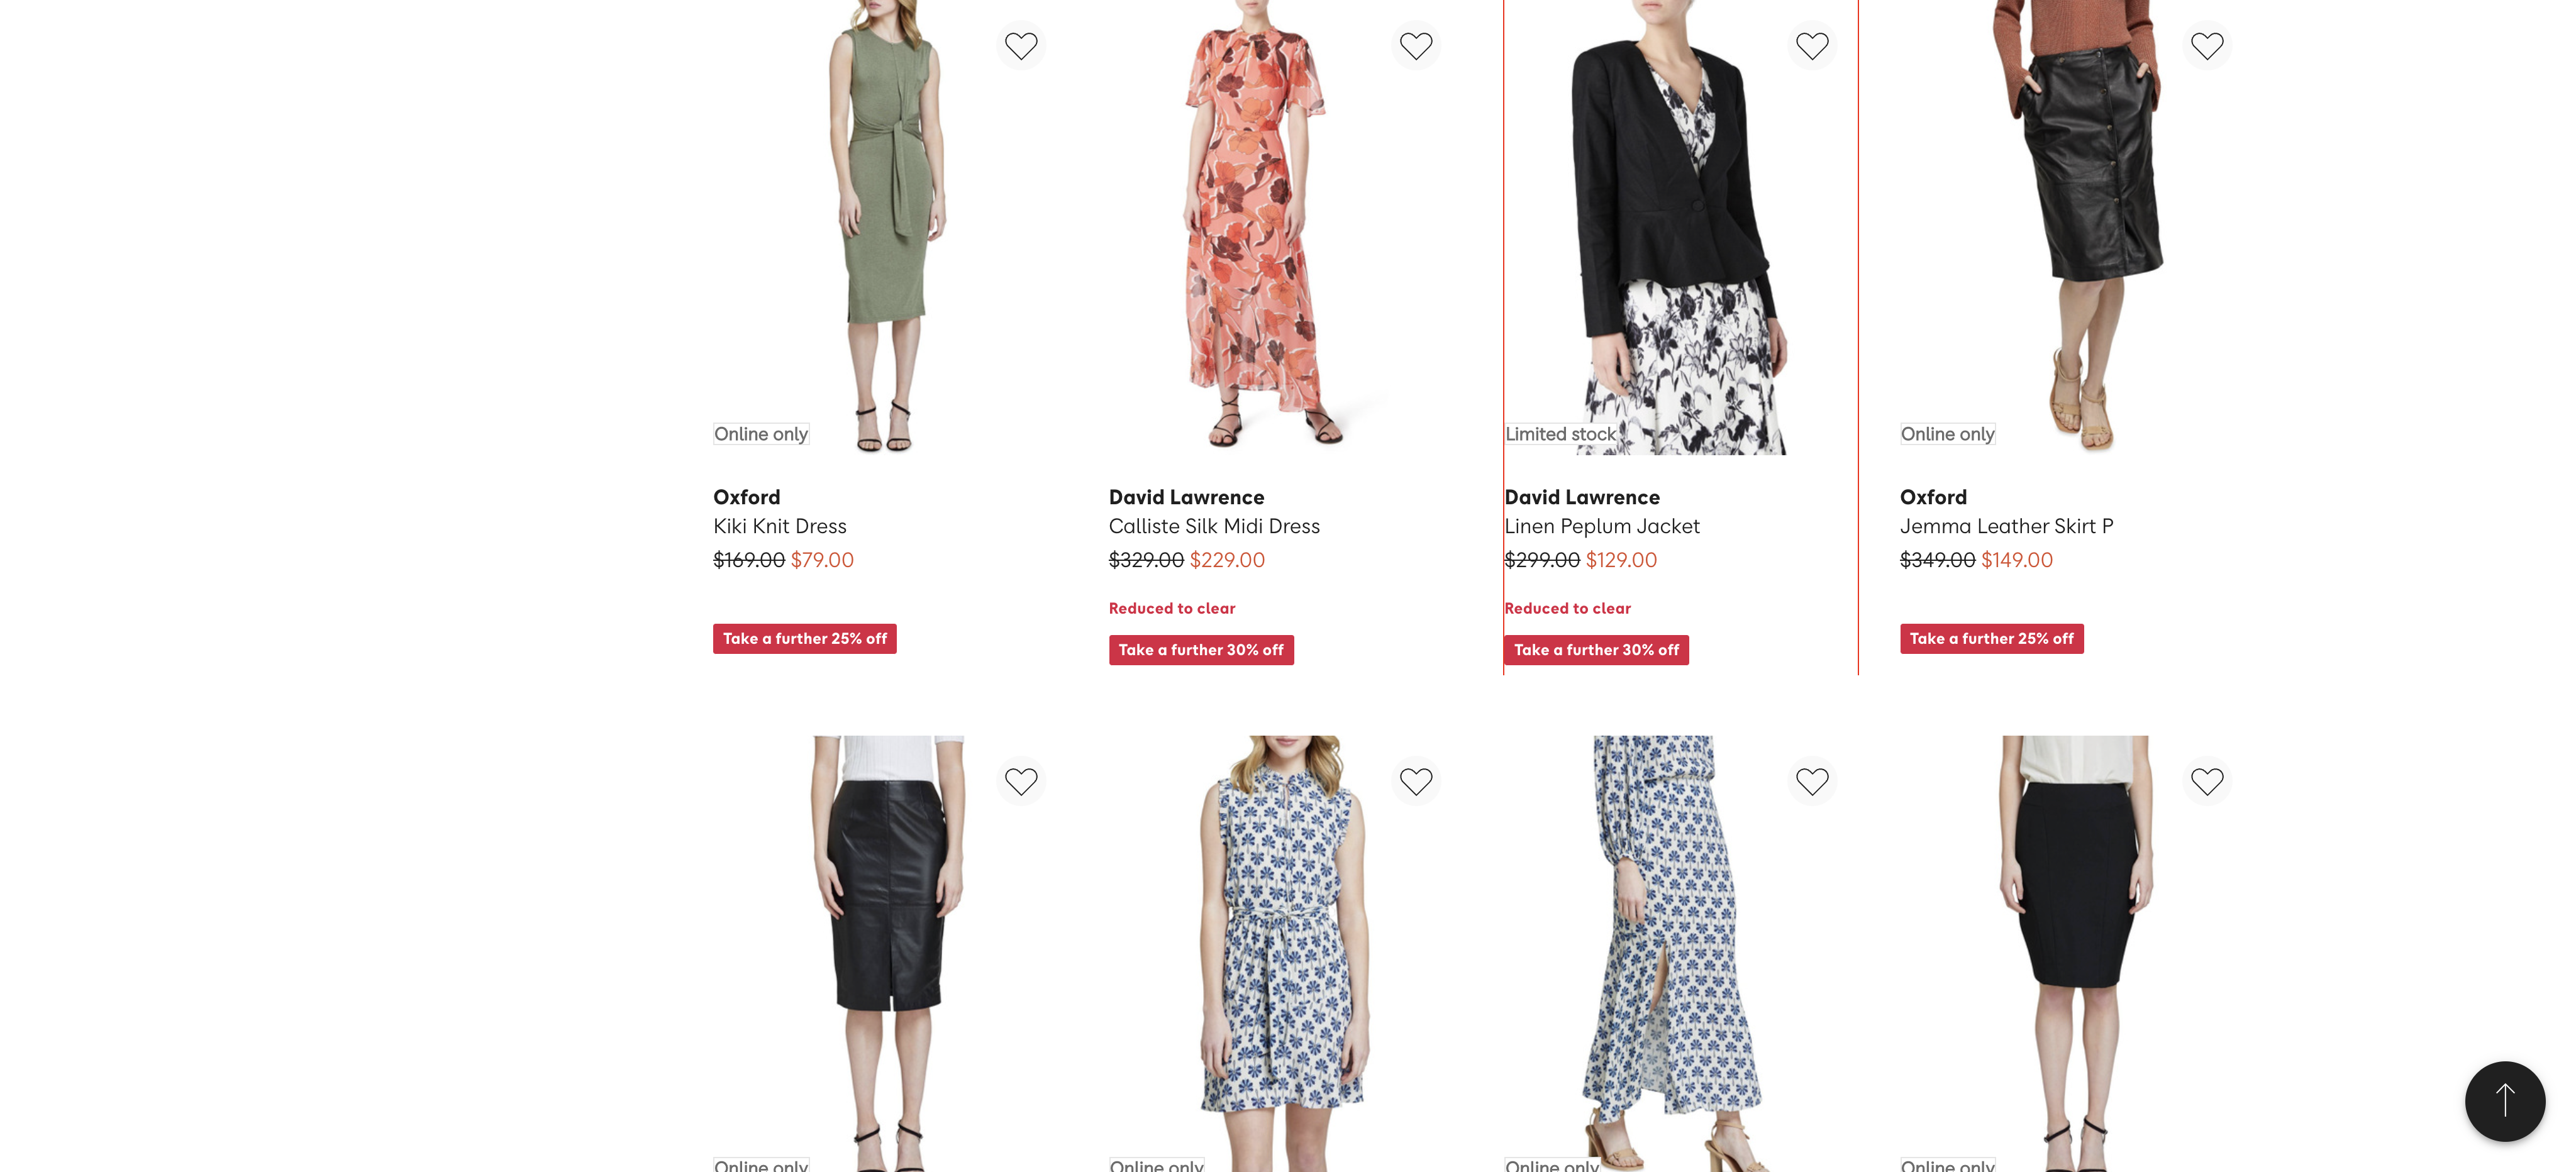 Online only
Oxford
Kiki Knit Dress
$169.00 $79.00
Take a further 25% off
David Lawrence
Calliste Silk Midi Dress
$329.00 $229.00
Reduced to clear
Take a further 30% off
Limited stock
David Lawrence
Linen Peplum Jacket
$299.00 $129.00
Reduced to clear
Take a further 30% off
Online only
Oxford
Jemma Leather Skirt P
$349.00 $149.00
Take a further 25% off
Online only
Online only
Online only
Online only